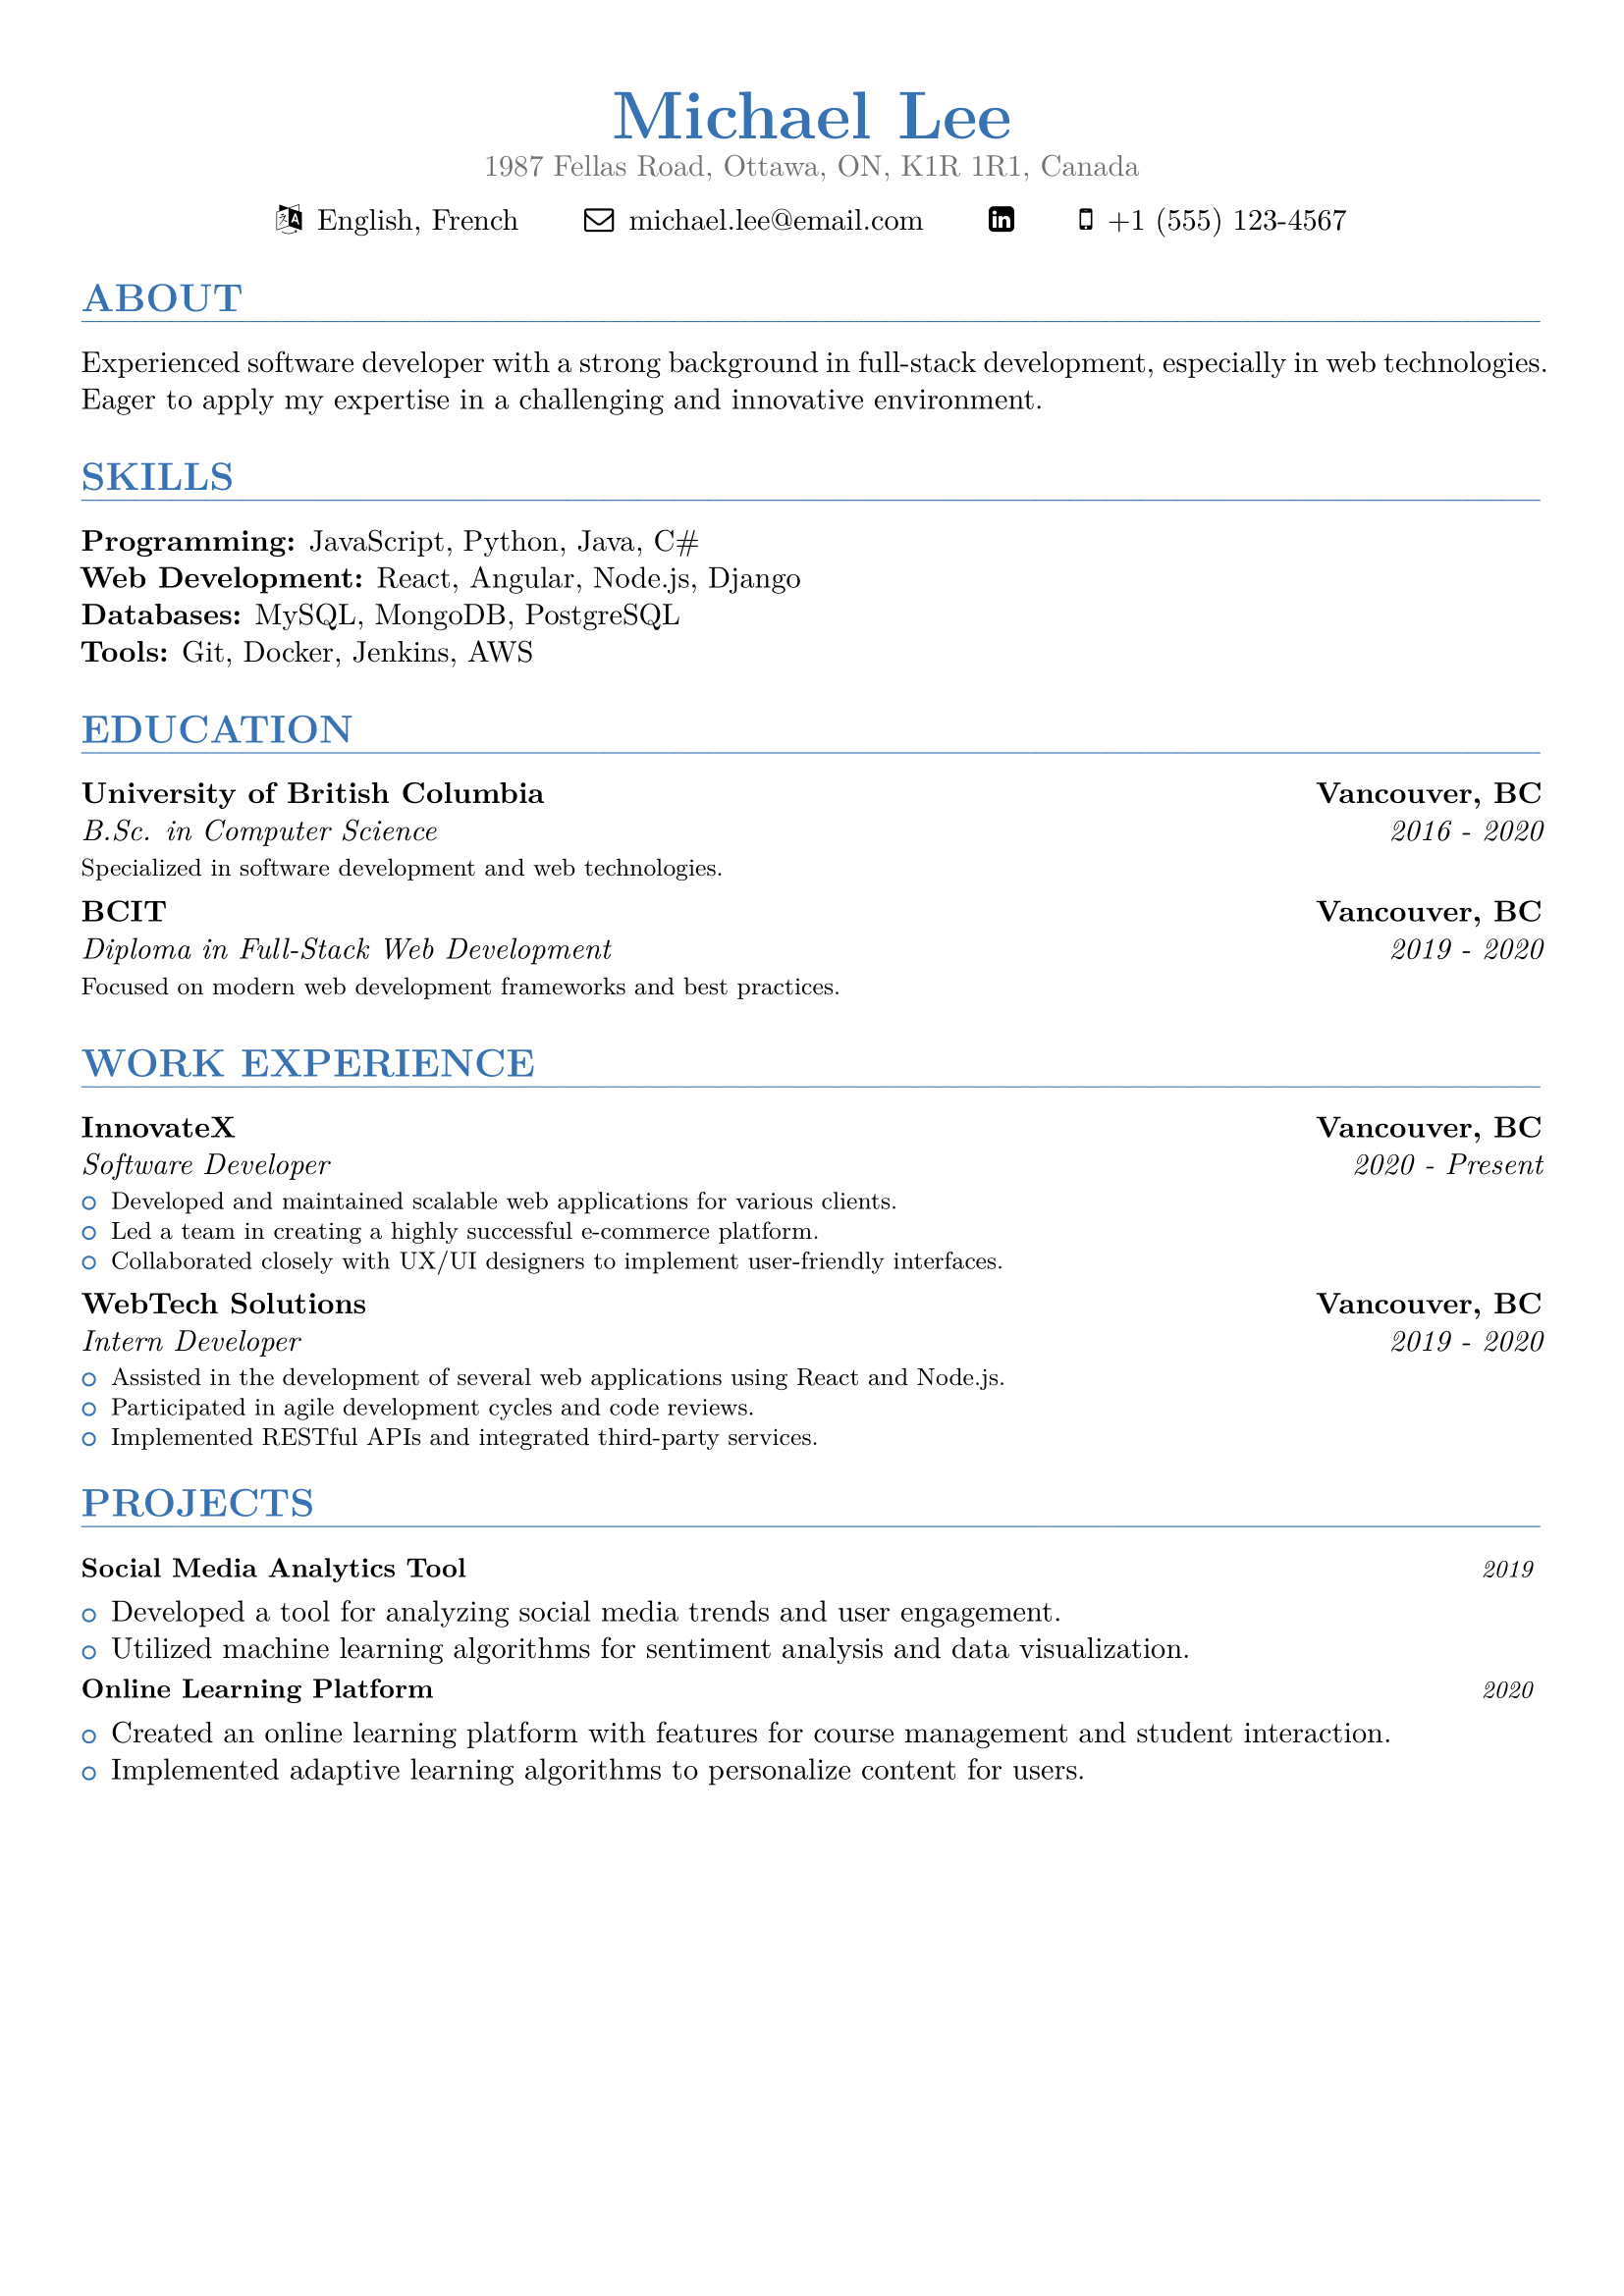 Michael Lee
1987 Fellas Road, Ottawa, ON, K1R 1R1, Canada
English, French michael.lee@email.com +1 (555) 123-4567
ABOUT
Experienced software developer with a strong background in full-stack development, especially in web technologies.
Eager to apply my expertise in a challenging and innovative environment.
SKILLS
Programming: JavaScript, Python, Java, C#
Web Development: React, Angular, Node.js, Django
Databases: MySQL, MongoDB, PostgreSQL
Tools: Git, Docker, Jenkins, AWS
EDUCATION
University of British Columbia Vancouver, BC
B.Sc. in Computer Science 2016 - 2020
Specialized in software development and web technologies.
BCIT Vancouver, BC
Diploma in Full-Stack Web Development 2019 - 2020
Focused on modern web development frameworks and best practices.
WORK EXPERIENCE
InnovateX Vancouver, BC
Software Developer 2020 - Present
Developed and maintained scalable web applications for various clients.
Led a team in creating a highly successful e-commerce platform.
Collaborated closely with UX/UI designers to implement user-friendly interfaces.
WebTech Solutions Vancouver, BC
Intern Developer 2019 - 2020
Assisted in the development of several web applications using React and Node.js.
Participated in agile development cycles and code reviews.
Implemented RESTful APIs and integrated third-party services.
PROJECTS
Social Media Analytics Tool 2019
Developed a tool for analyzing social media trends and user engagement.
Utilized machine learning algorithms for sentiment analysis and data visualization.
Online Learning Platform 2020
Created an online learning platform with features for course management and student interaction.
Implemented adaptive learning algorithms to personalize content for users.